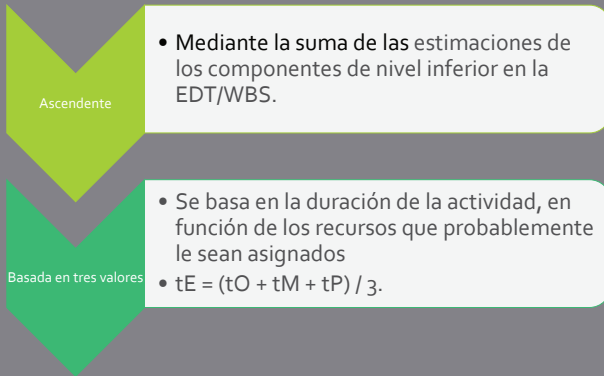 Ascendente
• Mediante la suma de las estimaciones de
los componentes de nivel inferior en la
EDT/WBS.
Basada en tres valores
• Se basa en la duración de la actividad, en
función de los recursos que probablemente
le sean asignados
• tE = (tO + tM + tP) / 3.